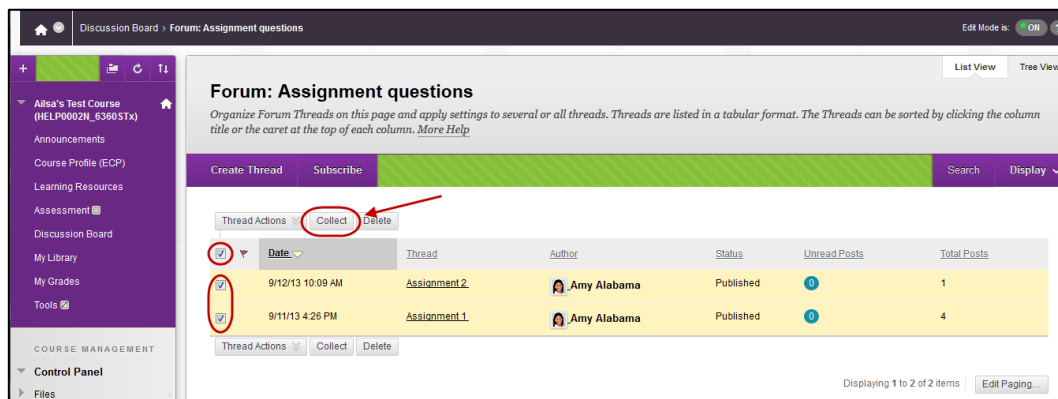 Discussion Board > Forum: Assignment questions
Edit Mode is: ON ?
List View Tree View
Ailsa's Test Course
(HELP0002N_6360STx)
Announcements
Course Profile (ECP)
Learning Resources
Assessment
Discussion Board
My Library
My Grades
Tools
COURSE MANAGEMENT
Control Panel
Files
Forum: Assignment questions
Organize Forum Threads on this page and apply settings to several or all threads. Threads are listed in a tabular format. The Threads can be sorted by clicking the column
title or the caret at the top of each column. More Help
Create Thread Subscribe Search Display
Thread Actions Collect Delete
Date Thread Author Status Unread Posts Total Posts
9/12/13 10:09 AM Assignment 2 Amy Alabama Published 0 1
9/11/13 4:26 PM Assignment 1 Amy Alabama Published 0 4
Thread Actions Collect Delete
Displaying 1 to 2 of 2 items Edit Paging...